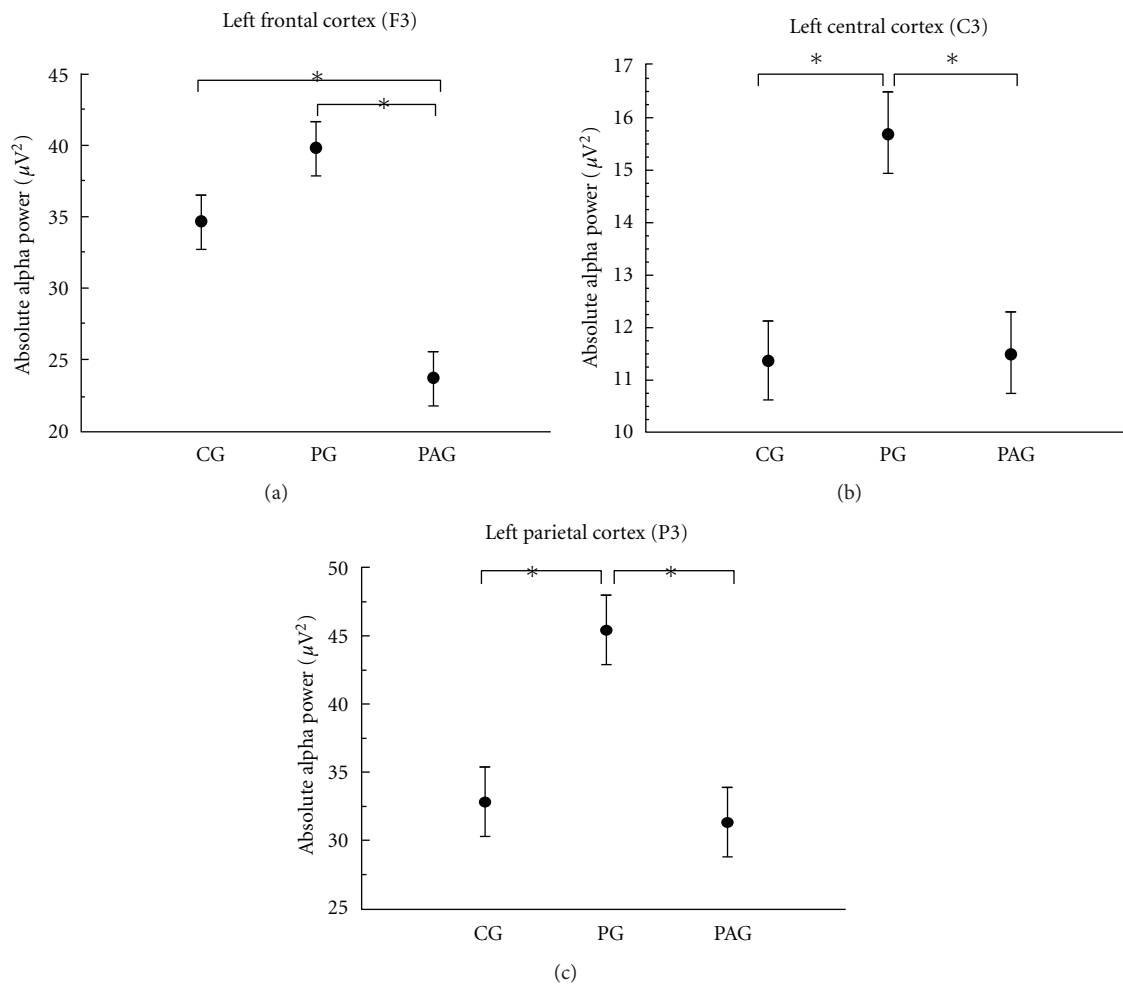 Left frontal cortex (F3)
*
*
45
40
35
30
25
20
Absolute alpha power (μV²)
CG PG PAG
(a)
Left central cortex (C3)
* *
17
16
15
14
13
12
11
10
Absolute alpha power (μV²)
CG PG PAG
(b)
Left parietal cortex (P3)
* *
50
45
40
35
30
25
Absolute alpha power (μV²)
CG PG PAG
(c)